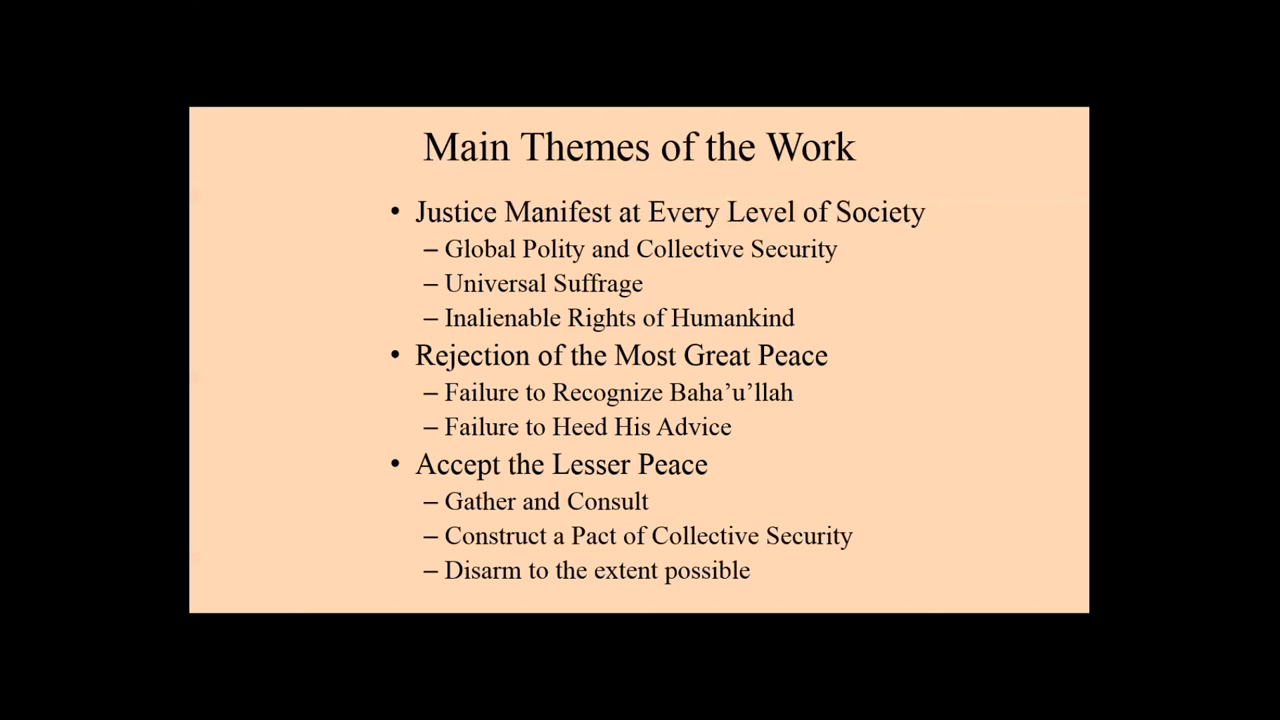 Main Themes of the Work
• Justice Manifest at Every Level of Society
– Global Polity and Collective Security
– Universal Suffrage
– Inalienable Rights of Humankind
• Rejection of the Most Great Peace
– Failure to Recognize Baha’u’llah
– Failure to Heed His Advice
• Accept the Lesser Peace
– Gather and Consult
– Construct a Pact of Collective Security
– Disarm to the extent possible